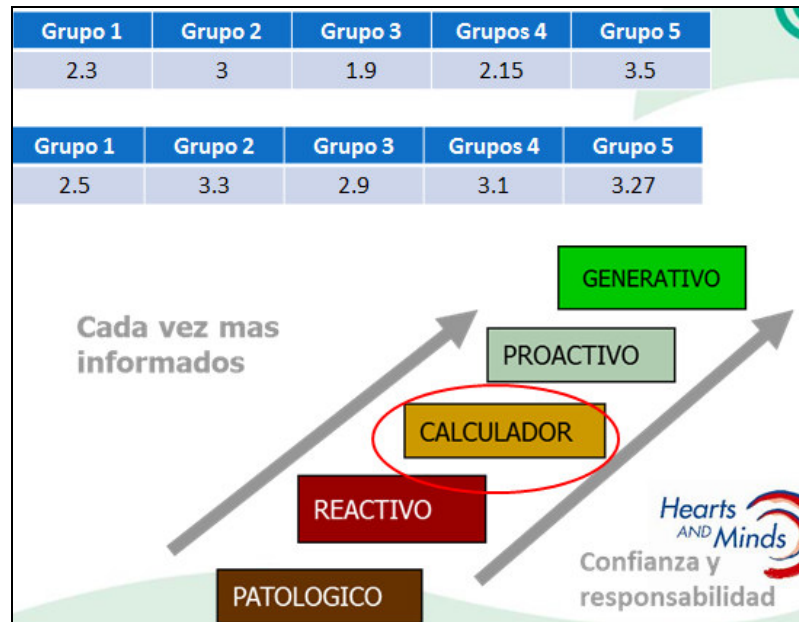 Grupo 1 Grupo 2 Grupo 3 Grupos 4 Grupo 5
2.3 3 1.9 2.15 3.5
Grupo 1 Grupo 2 Grupo 3 Grupos 4 Grupo 5
2.5 3.3 2.9 3.1 3.27
GENERATIVO
Cada vez mas
informados
PROACTIVO
CALCULADOR
REACTIVO
Hearts
AND Minds
Confianza y
responsabilidad
PATOLOGICO